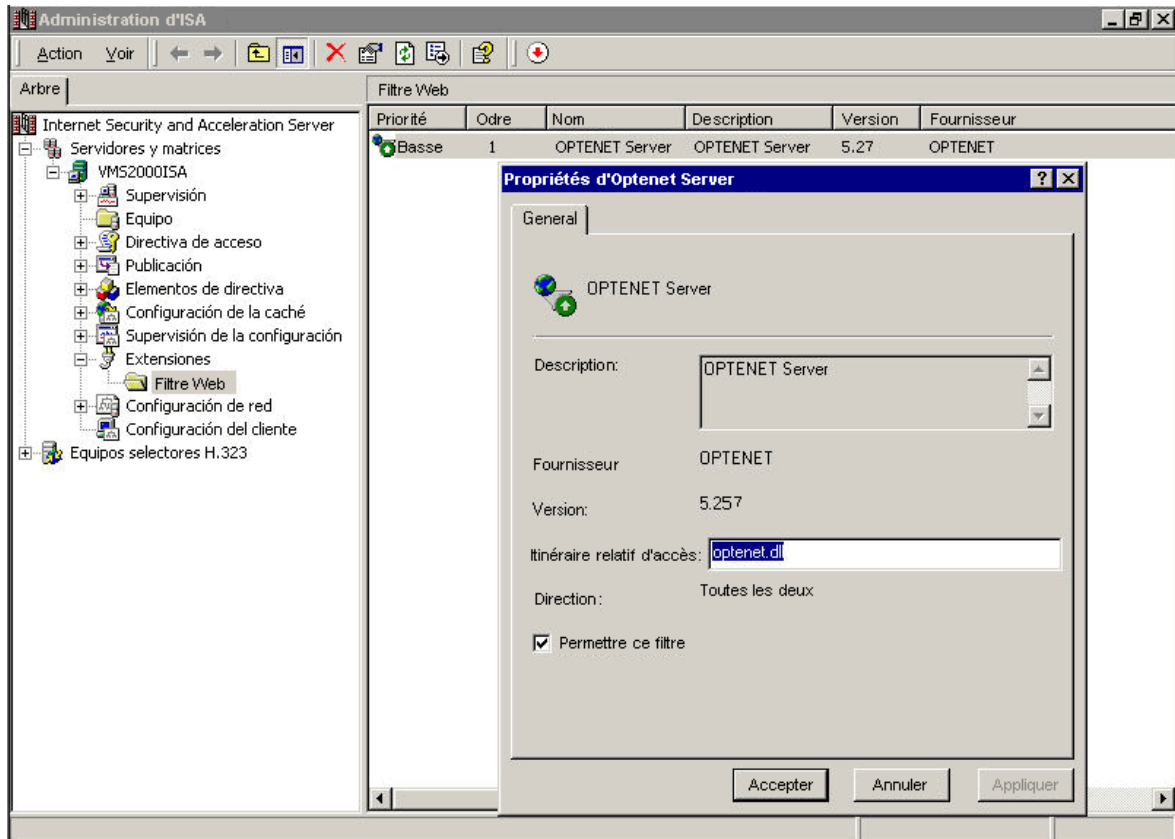 Administration d'ISA
Action Voir
Arbre
Filtre Web
Internet Security and Acceleration Server
Servidores y matrices
VMS2000ISA
Supervisión
Equipo
Directiva de acceso
Publicación
Elementos de directiva
Configuración de la caché
Supervisión de la configuración
Extensiones
Filtre Web
Configuración de red
Configuración del cliente
Equipos selectores H.323
Priorité Odre Nom Description Version Fournisseur
Basse 1 OPTENET Server OPTENET Server 5.27 OPTENET
Propriétés d'Optenet Server
General
OPTENET Server
Description: OPTENET Server
Fournisseur OPTENET
Versión: 5.257
Itinéraire relatif d'accès: optenet.dll
Direction: Toutes les deux
Permettre ce filtre
Accepter Annuler Appliquer